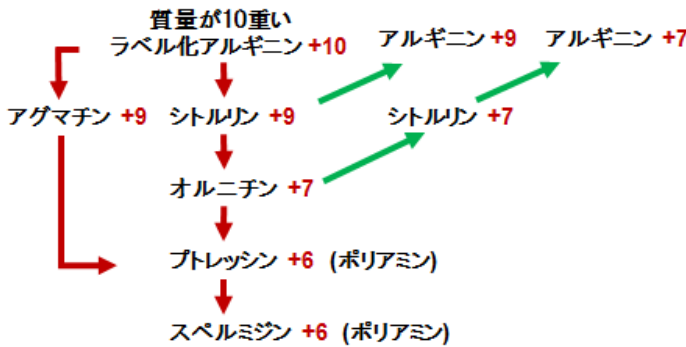 質量が10重い
ラベル化アルギニン +10 アルギニン +9 アルギニン +7
アグマチン +9 シトルリン +9 シトルリン +7
オルニチン +7
プトレッシン +6 (ポリアミン)
スペルミジン +6 (ポリアミン)